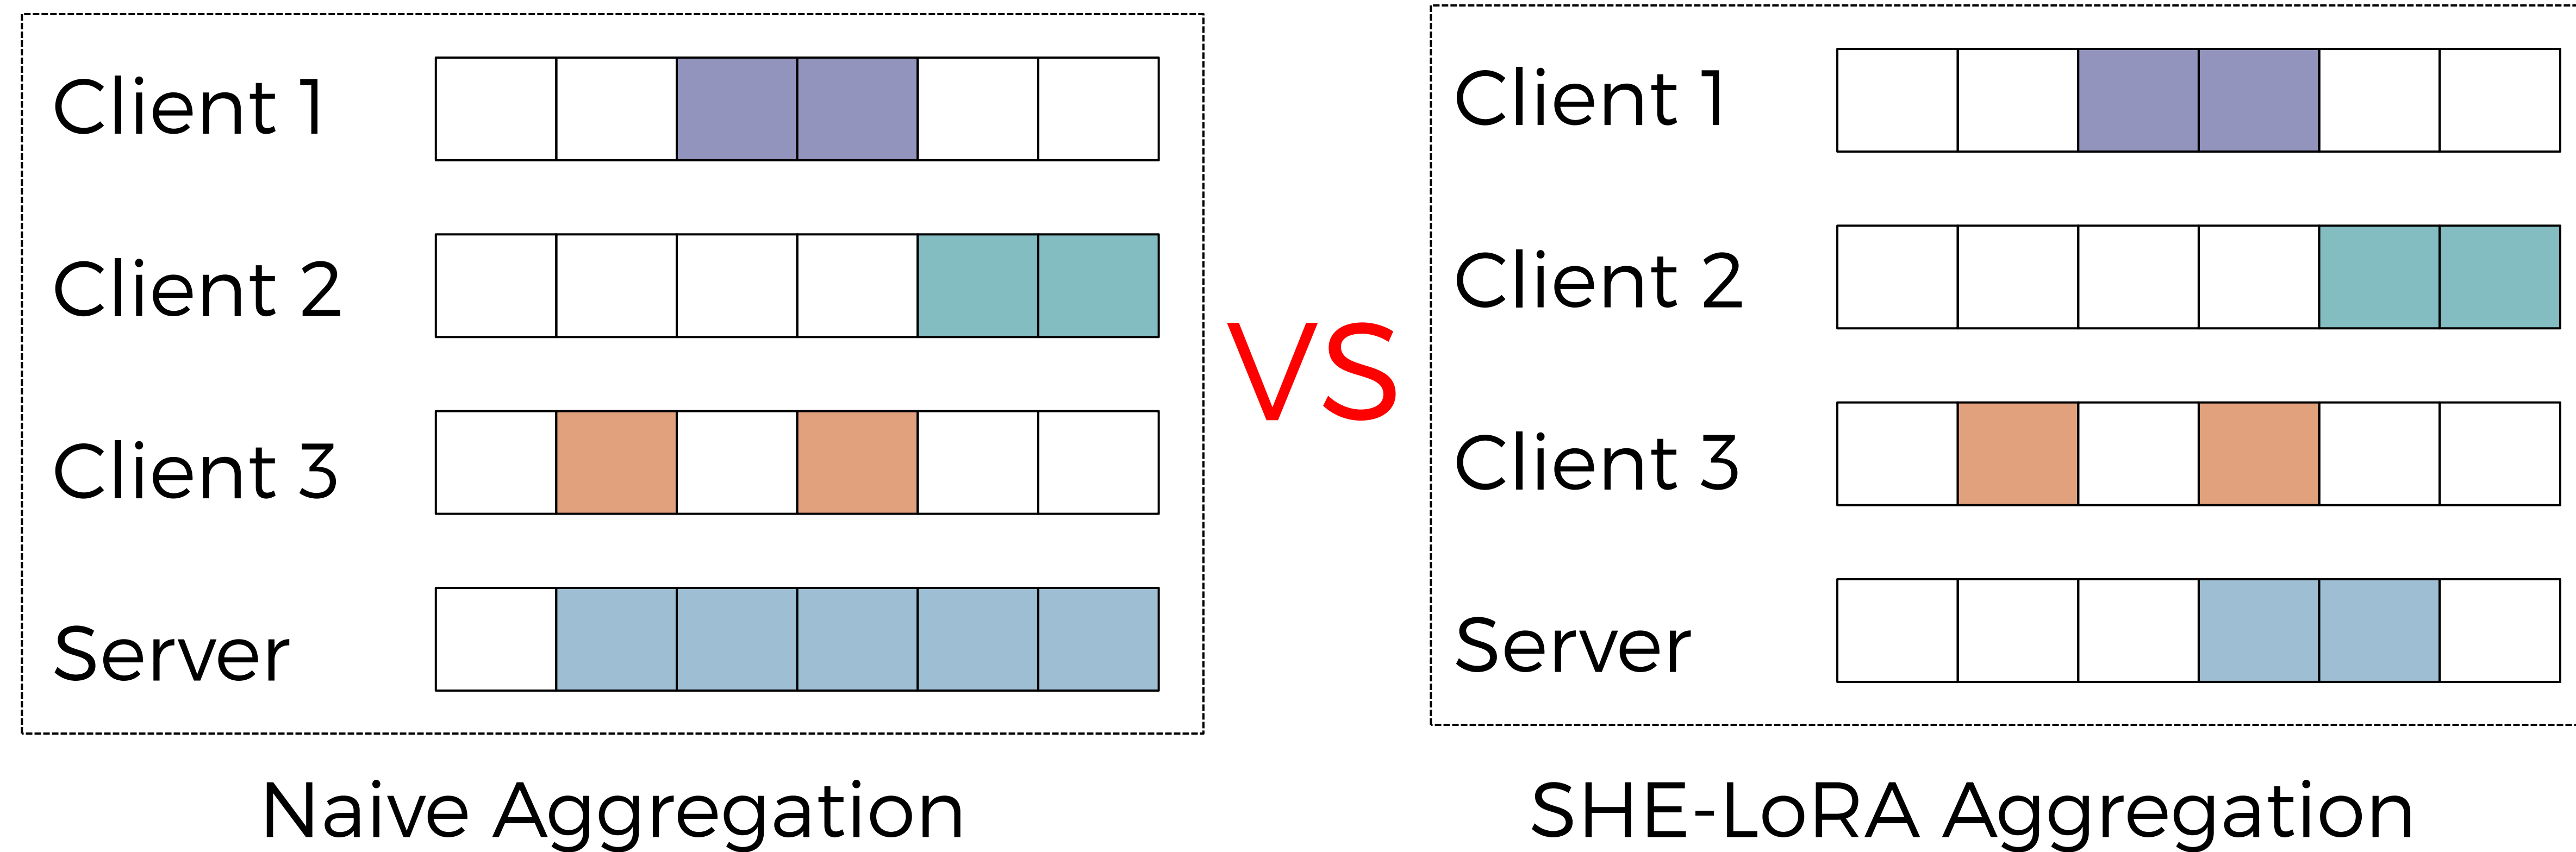 Client 1
Client 2
Client 3
Server
Naive Aggregation
VS
Client 1
Client 2
Client 3
Server
SHE-LoRA Aggregation